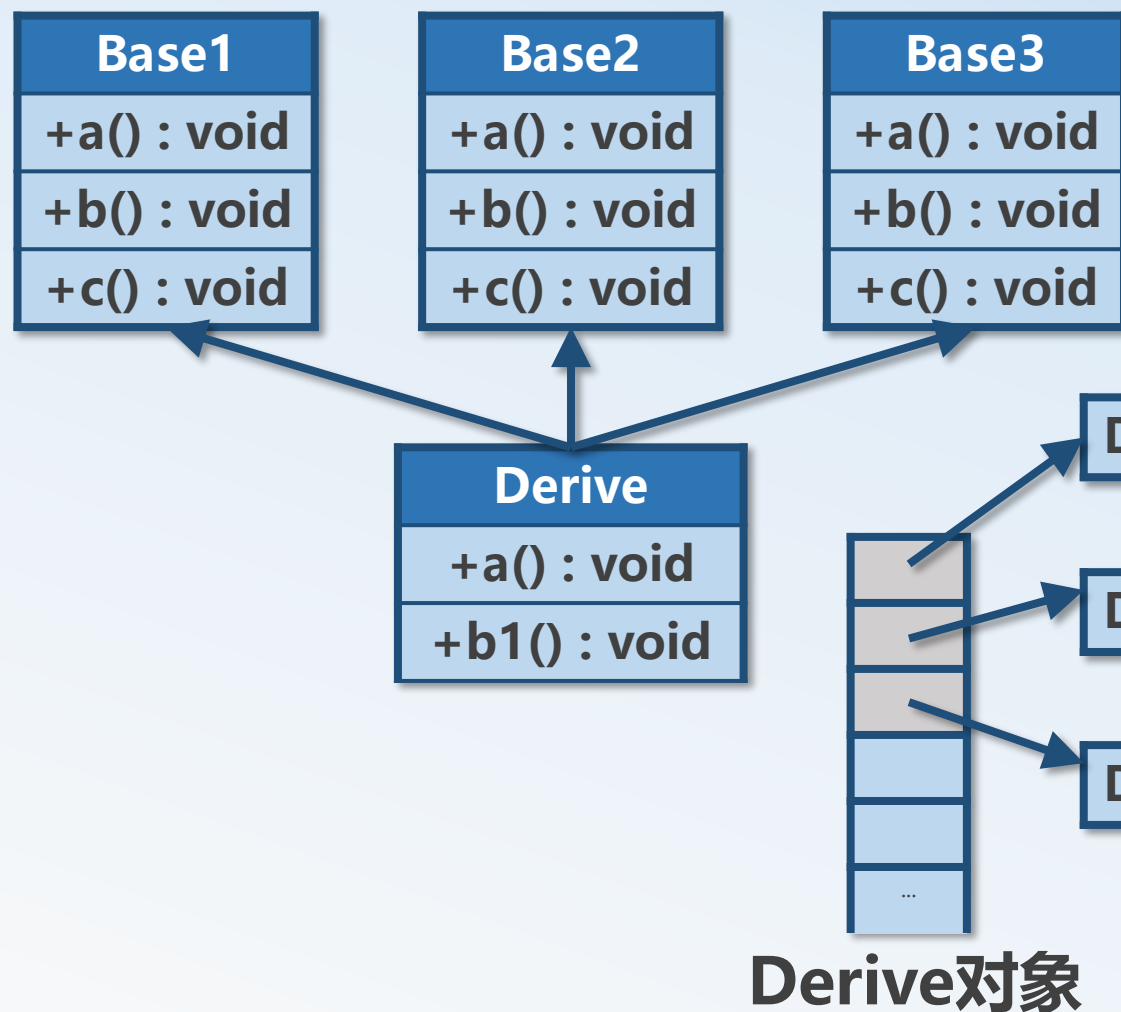 Base1
+a() : void
+b() : void
+c() : void
Base2
+a() : void
+b() : void
+c() : void
Base3
+a() : void
+b() : void
+c() : void
Derive
+a() : void
+b1() : void
...
Derive对象